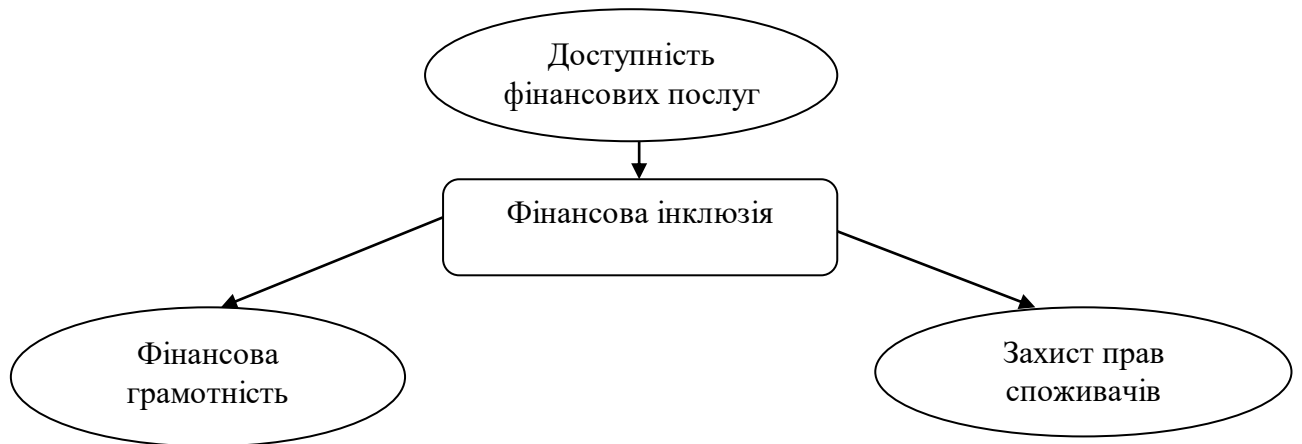 Доступність
фінансових послуг
Фінансова інклюзія
Фінансова
грамотність
Захист прав
споживачів